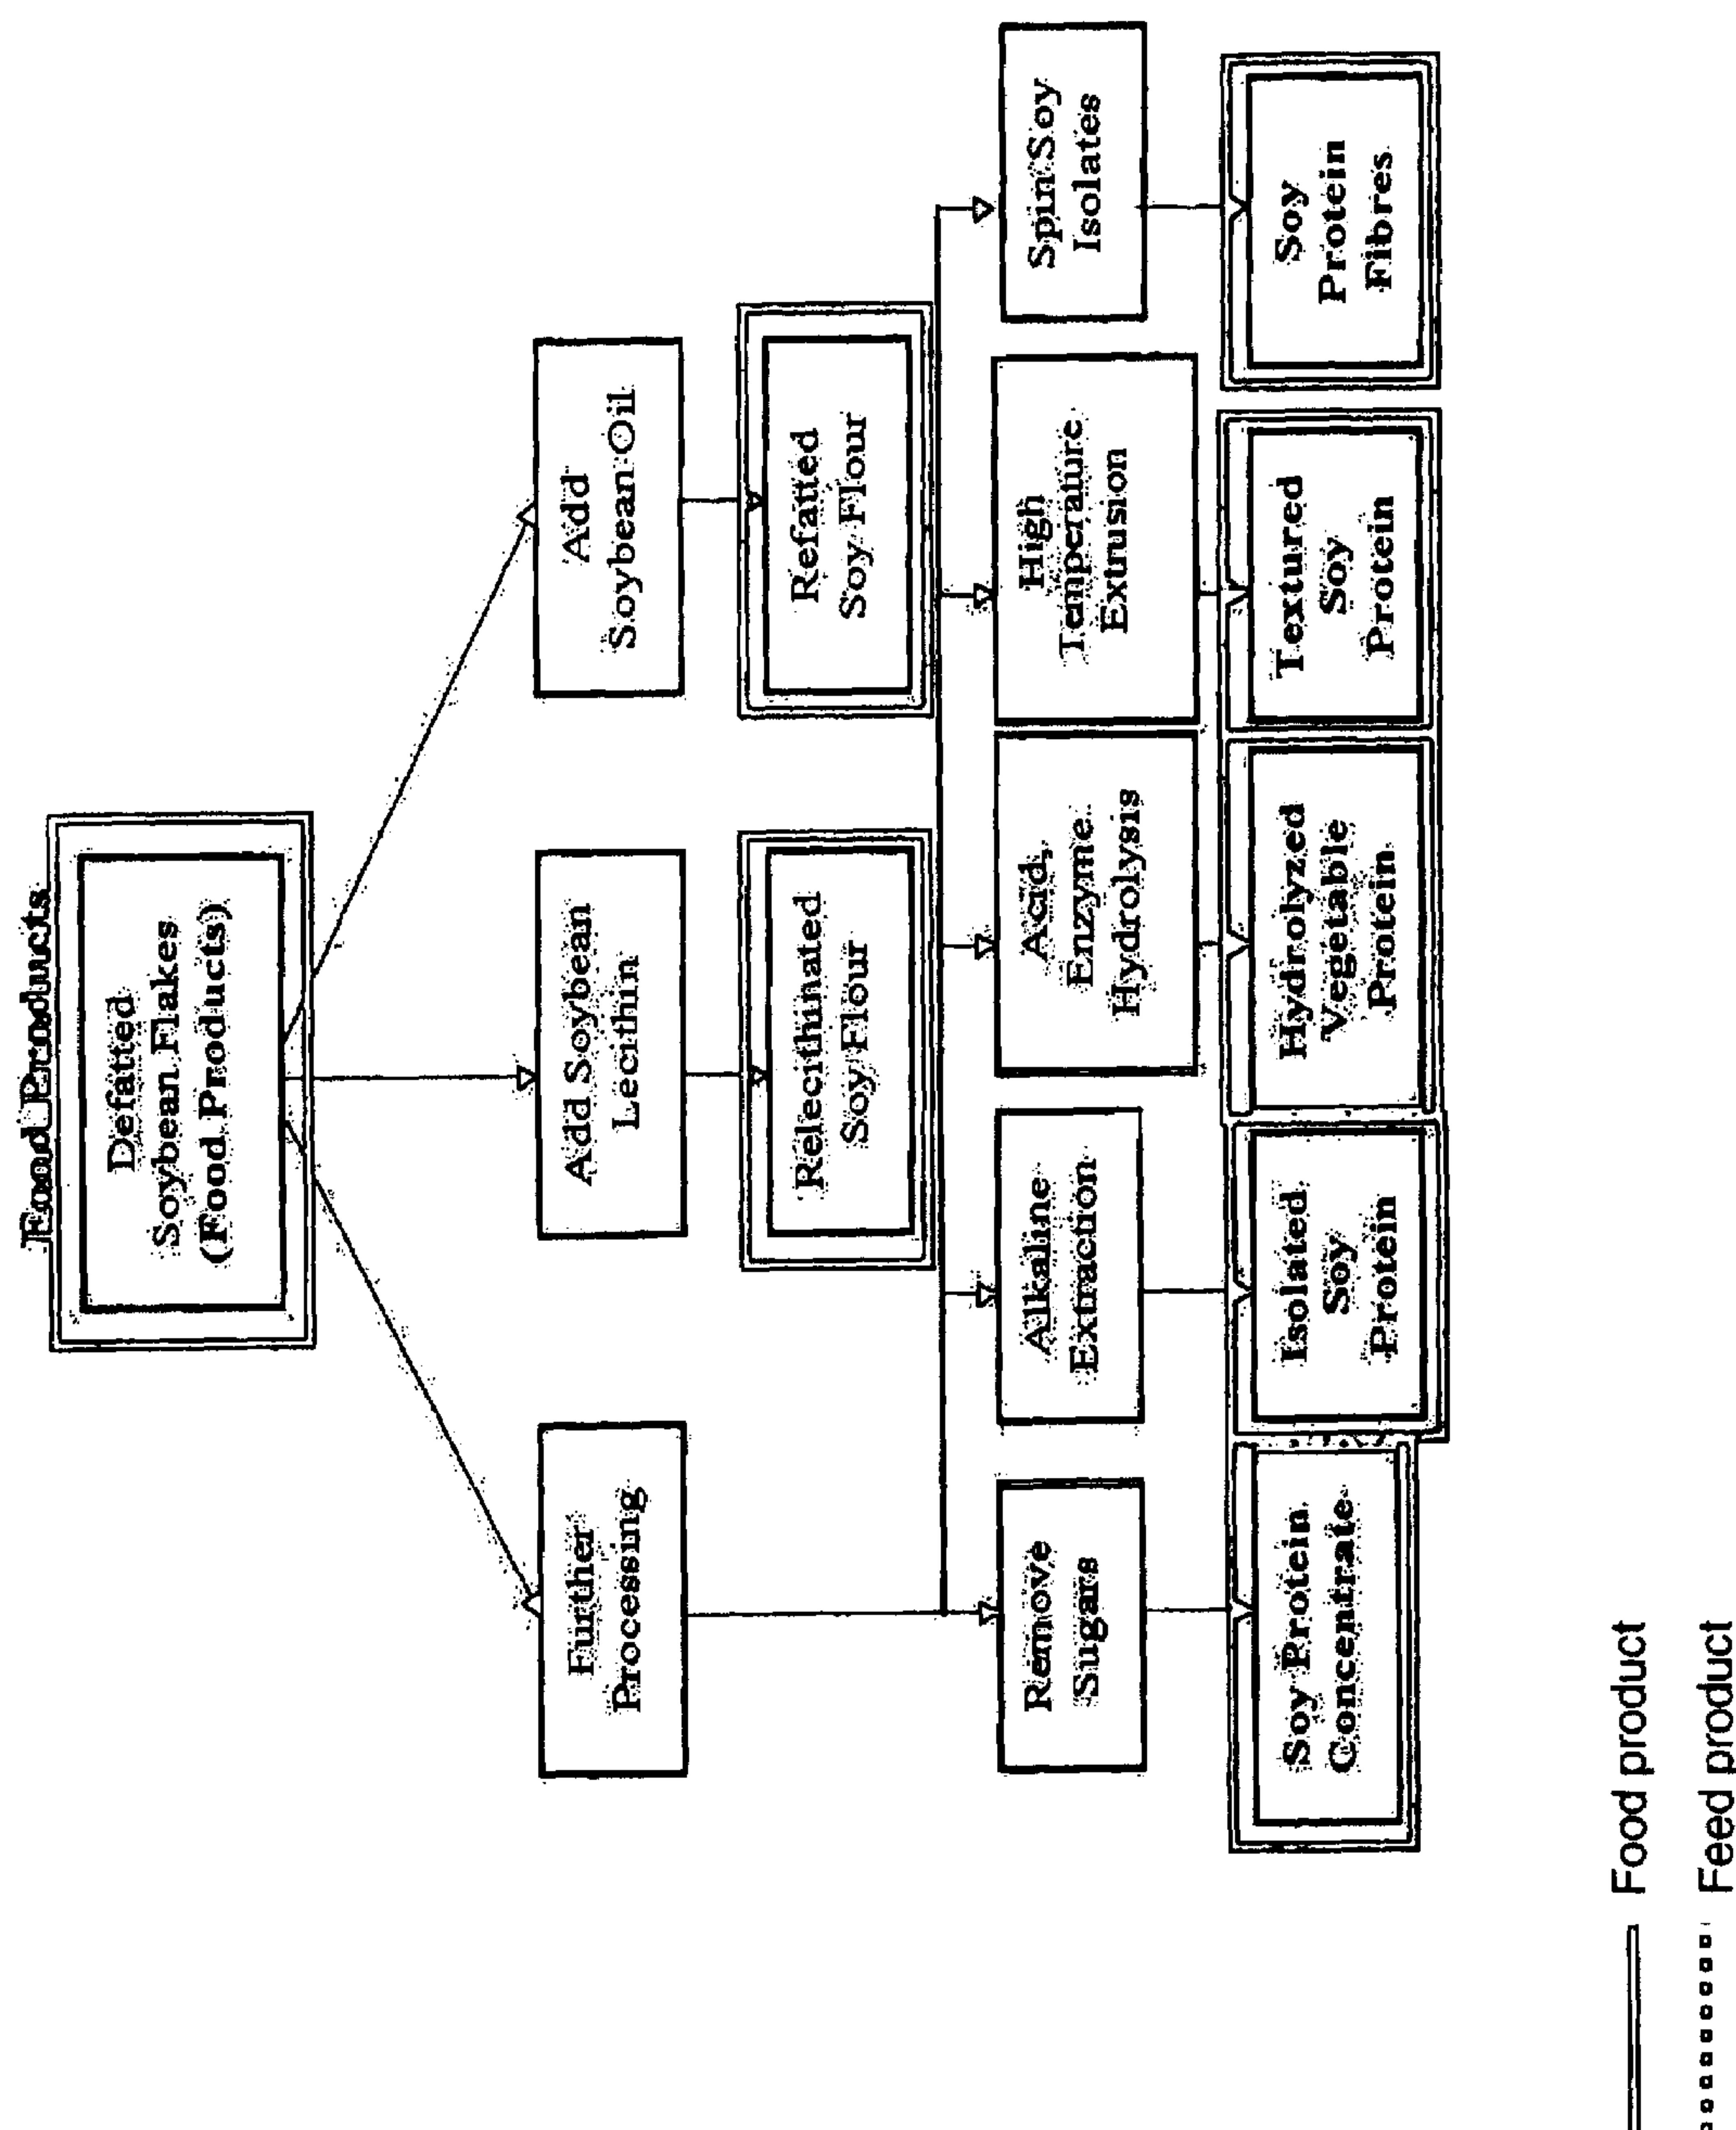 Food Products
Defatted
Soybean Flakes
(Food Products)
Further
Processing
Add Soybean
Lecithin
Add
Soybean Oil
Relecithinated
Soy Flour
Refatted
Soy Flour
Remove
Sugars
Alkaline
Extraction
Acid,
Enzyme
Hydrolysis
High
Temperature
Extrusion
Spin Soy
Isolates
Soy Protein
Concentrate
Isolated
Soy
Protein
Hydrolyzed
Vegetable
Protein
Textured
Soy
Protein
Soy
Protein
Fibres
Food product
Feed product